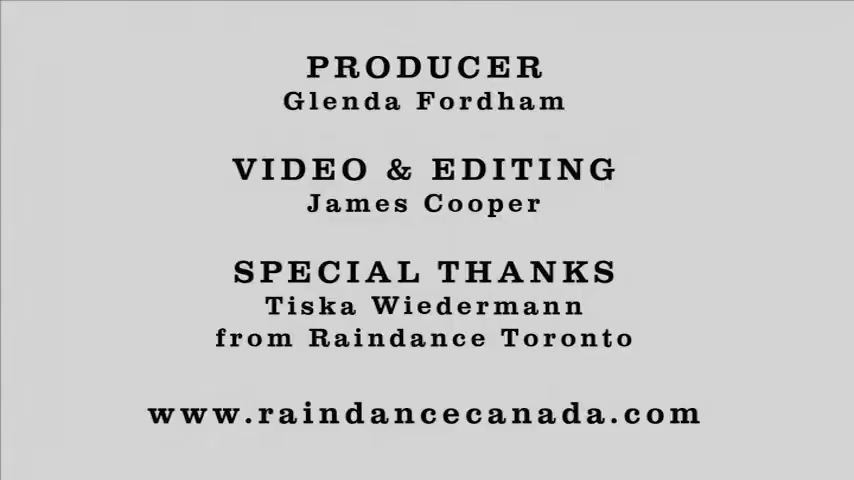 PRODUCER
Glenda Fordham
VIDEO & EDITING
James Cooper
SPECIAL THANKS
Tiska Wiedermann
from Raindance Toronto
www.raindancecanada.com